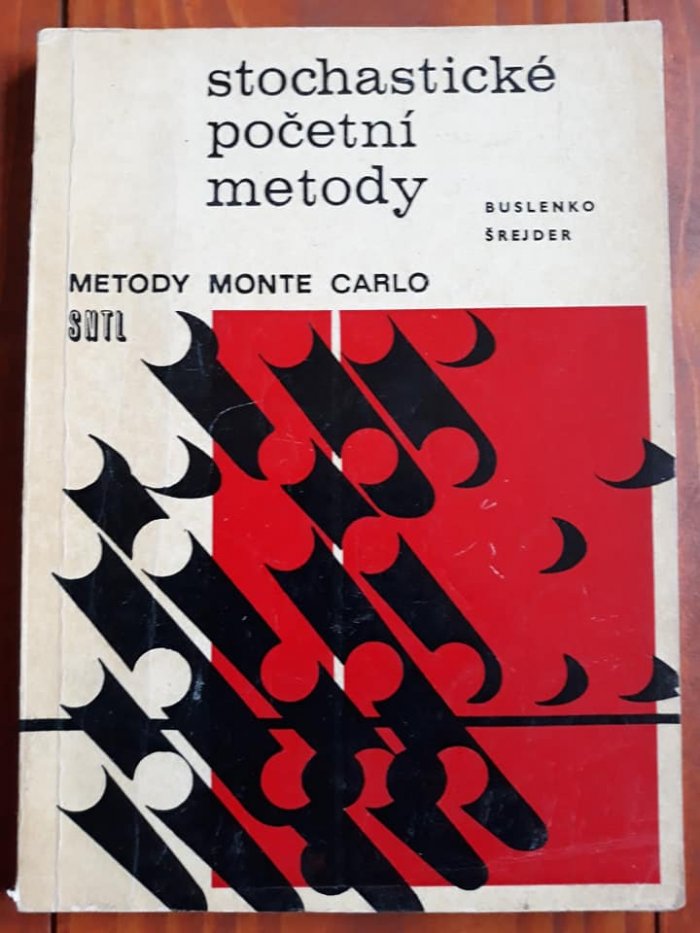 stochastické
početní
metody
BUSLENKO
ŠREJDER
METODY MONTE CARLO
SNTL